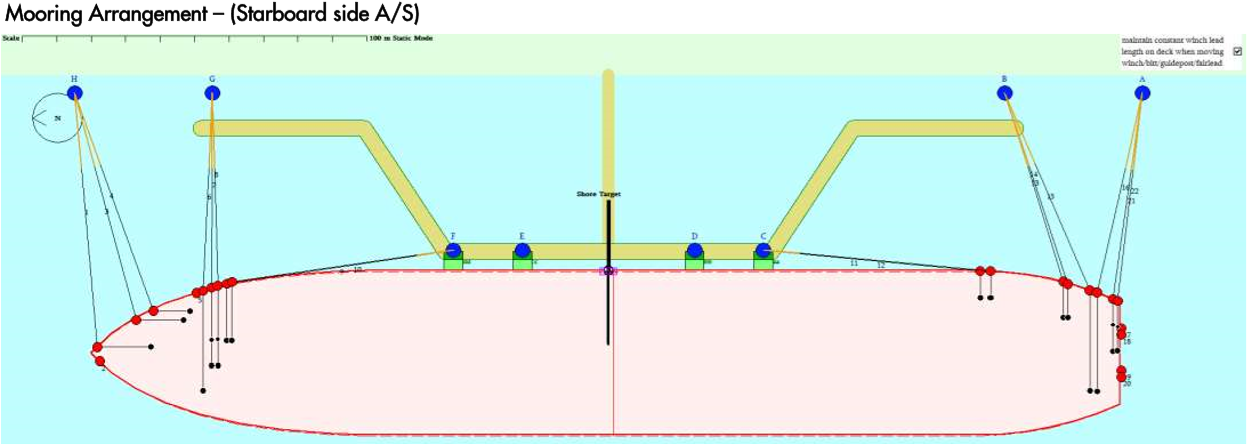 Mooring Arrangement – (Starboard side A/S)
Scale
100 m Static Mode
maintain constant winch lead
length on deck when moving
winch/bitt/guidepost/fairlead
H
G
B
A
N
Shore Target
F
E
D
C
1
3
4
6
7
8
14
13
15
16
22
21
9
10
11
12
5
2
18
19
20